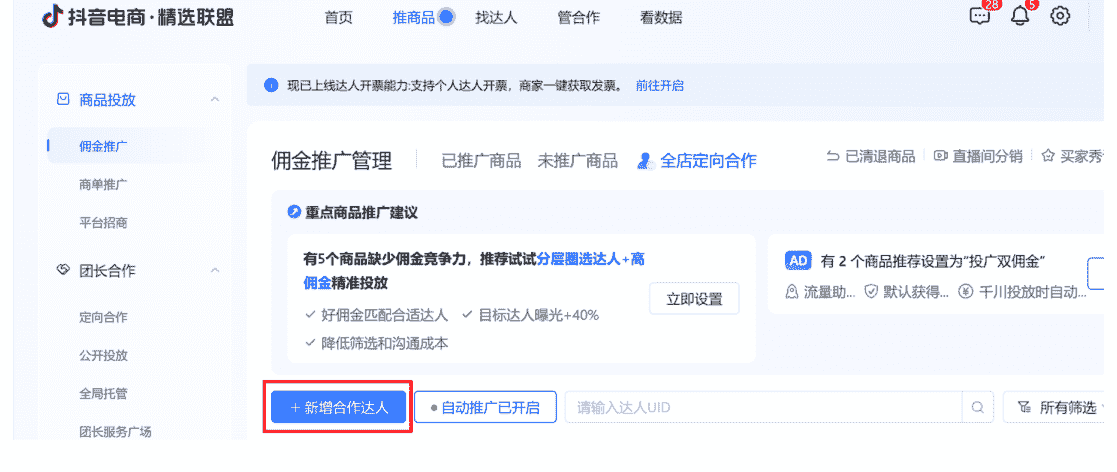 抖音电商·精选联盟 首页 推商品 找达人 管合作 看数据 28 5
商品投放
佣金推广
商单推广
平台招商
团长合作
定向合作
公开投放
全局托管
团长服务广场
现已上线达人开票能力:支持个人达人开票，商家一键获取发票。 前往开启
佣金推广管理 已推广商品 未推广商品 全店定向合作 已清退商品 直播间分销 买家秀
重点商品推广建议
有5个商品缺少佣金竞争力，推荐试试分层圈选达人+高
佣金精准投放
立即设置
好佣金匹配合适达人 目标达人曝光+40%
降低筛选和沟通成本
AD 有 2 个商品推荐设置为“投广双佣金”
流量助... 默认获得... 千川投放时自动...
+ 新增合作达人 自动推广已开启 请输入达人UID 所有筛选